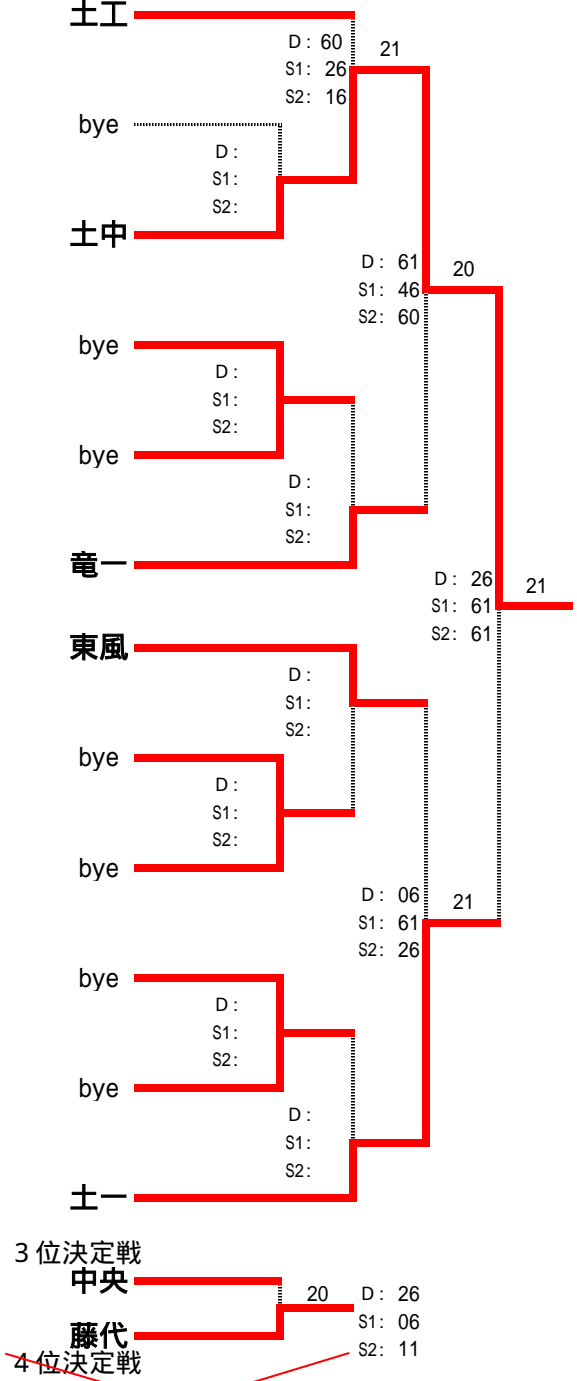 土工
D: 60
21
S1: 26
S2: 16
bye
D:
S1:
S2:
土中
D: 61
20
S1: 46
S2: 60
bye
D:
S1:
S2:
bye
D:
S1:
S2:
竜一
D: 26
21
S1: 61
S2: 61
東風
D:
S1:
S2:
bye
D:
S1:
S2:
bye
D: 06
21
S1: 61
S2: 26
bye
D:
S1:
S2:
bye
D:
S1:
S2:
土一
3位決定戦
中央
20
D: 26
S1: 06
藤代
S2: 11
4位決定戦